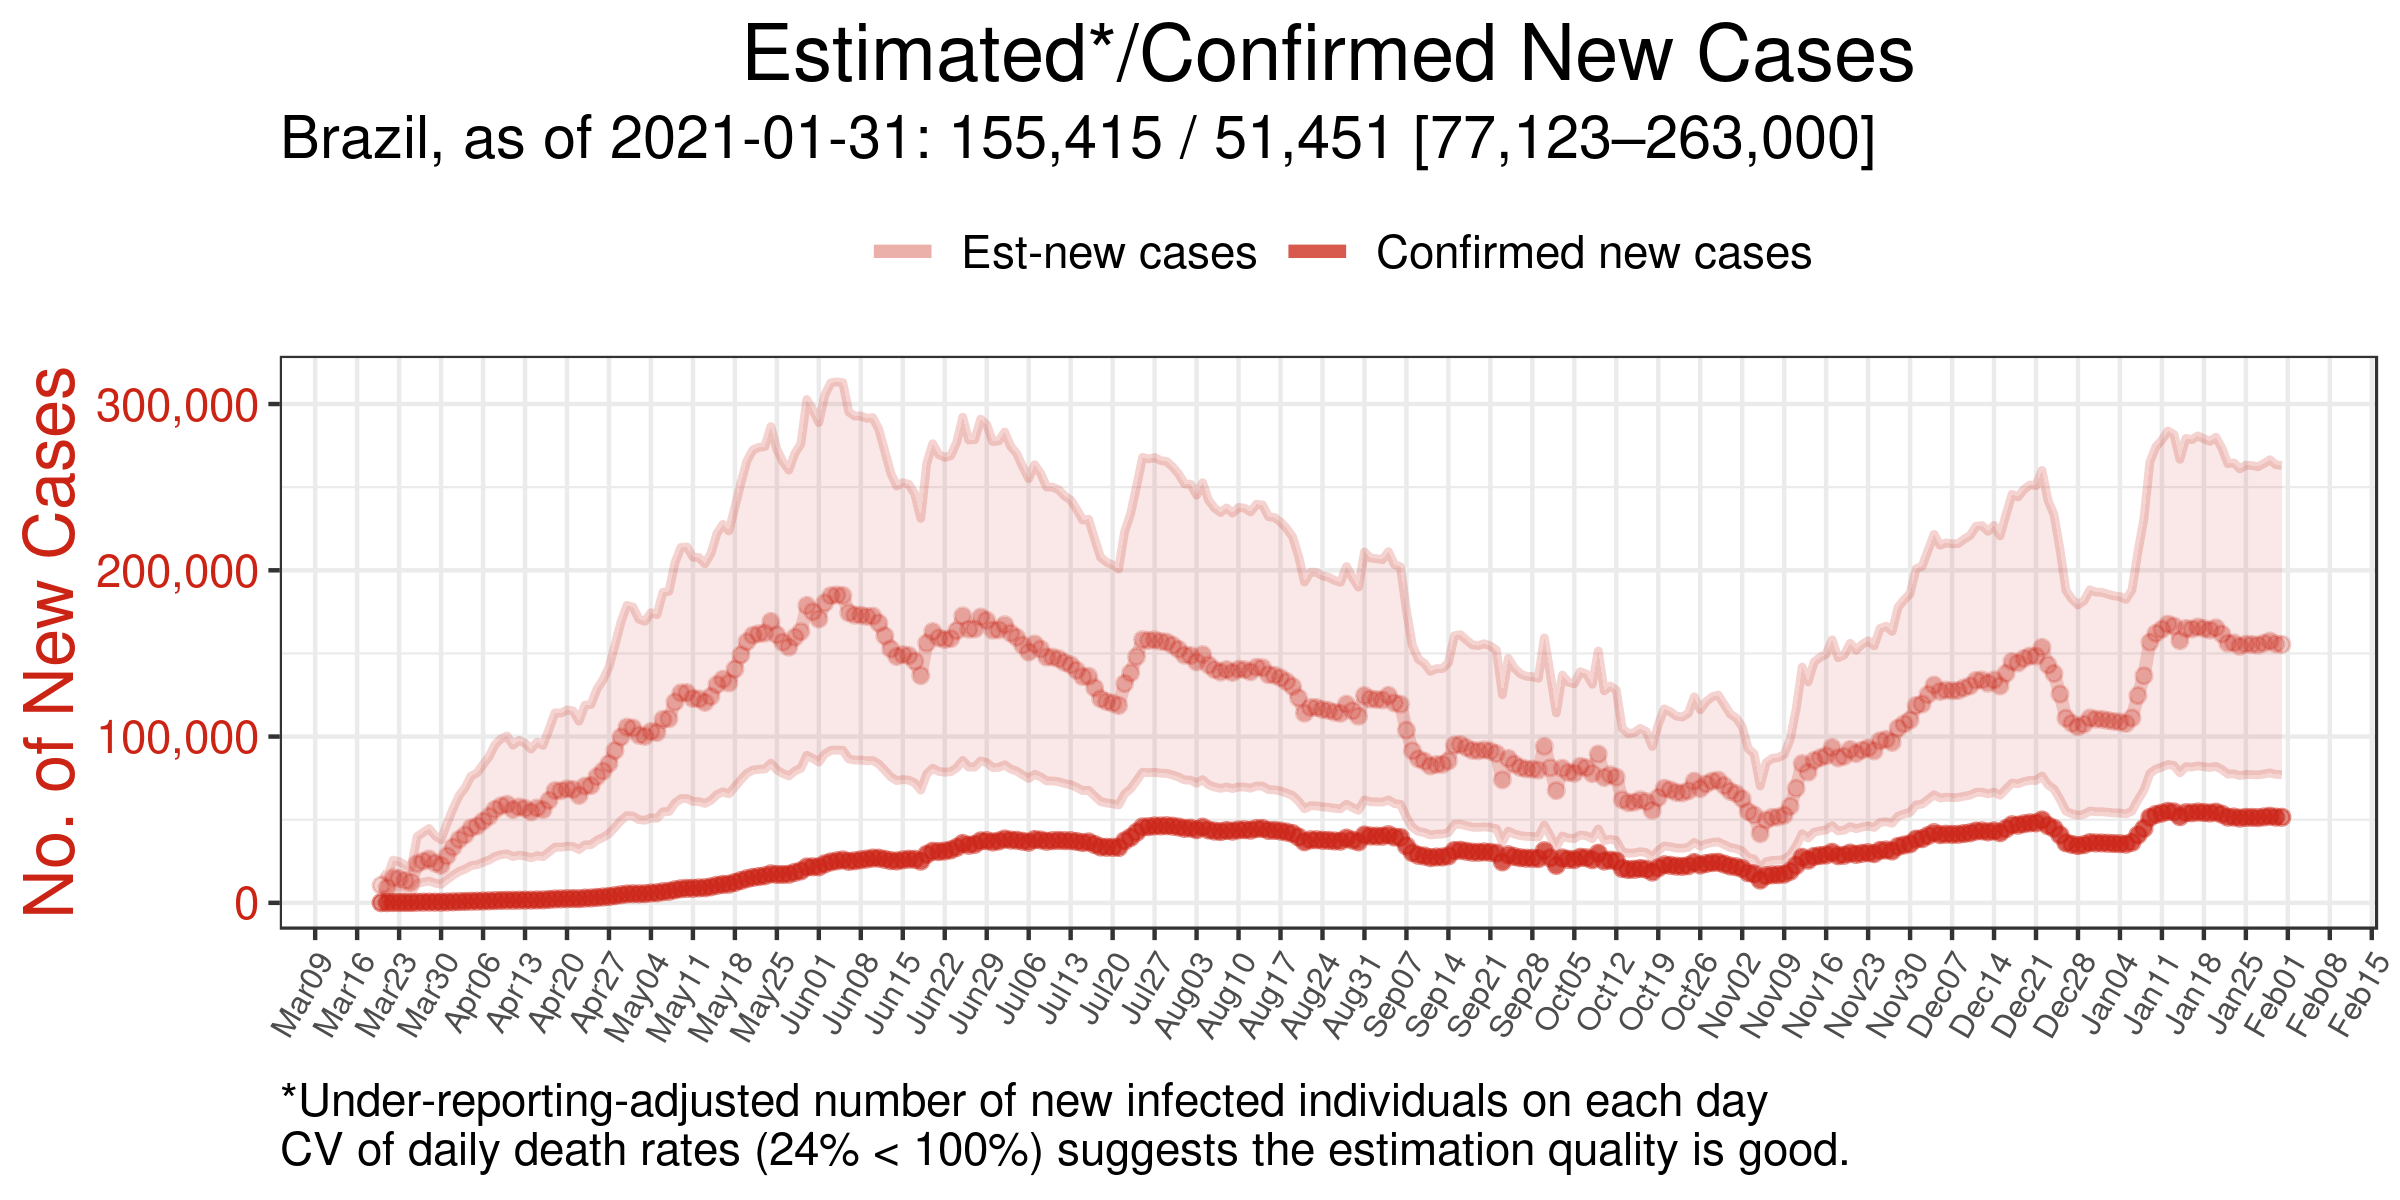 Estimated*/Confirmed New Cases
Brazil, as of 2021-01-31: 155,415 / 51,451 [77,123–263,000]
Est-new cases
Confirmed new cases
No. of New Cases
300,000
200,000
100,000
0
Mar09
Mar16
Mar23
Mar30
Apr06
Apr13
Apr20
Apr27
May04
May11
May18
May25
Jun01
Jun08
Jun15
Jun22
Jun29
Jul06
Jul13
Jul20
Jul27
Aug03
Aug10
Aug17
Aug24
Aug31
Sep07
Sep14
Sep21
Sep28
Oct05
Oct12
Oct19
Oct26
Nov02
Nov09
Nov16
Nov23
Nov30
Dec07
Dec14
Dec21
Dec28
Jan04
Jan11
Jan18
Jan25
Feb01
Feb08
Feb15
*Under-reporting-adjusted number of new infected individuals on each day
CV of daily death rates (24% < 100%) suggests the estimation quality is good.